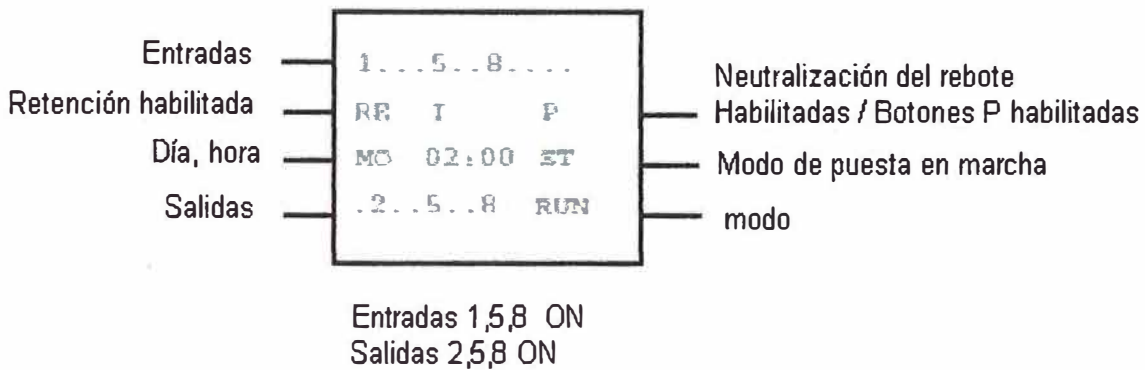 Entradas
Retención habilitada
Día, hora
Salidas
1...5..8....
RE I P
MO 02:00 ST
.2..5..8 RUN
Neutralización del rebote
Habilitadas / Botones P habilitadas
Modo de puesta en marcha
modo
Entradas 1,5,8 ON
Salidas 2,5,8 ON